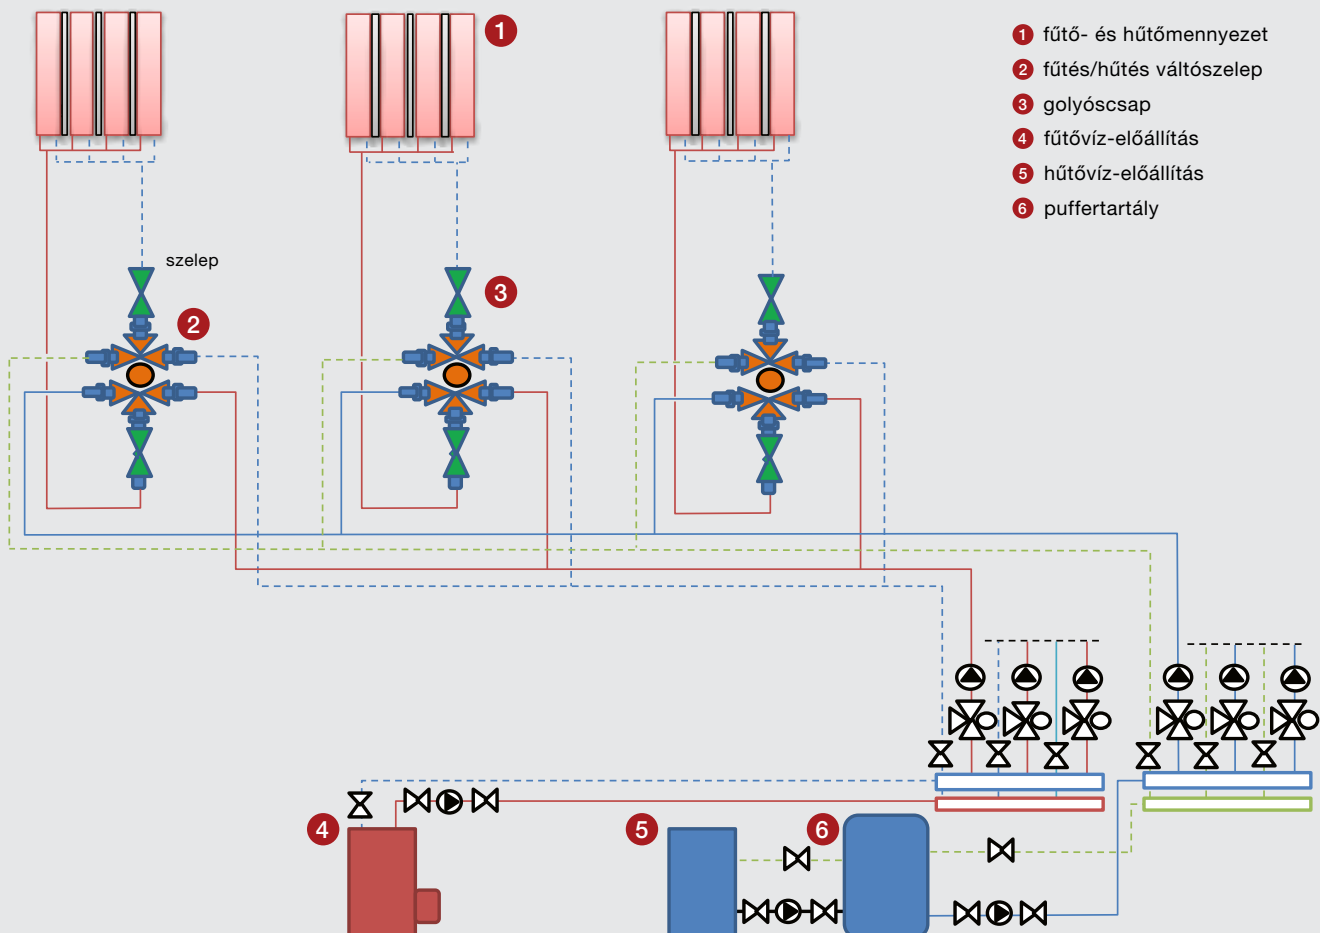 1
1 fűtő- és hűtőmennyezet
2 fűtés/hűtés váltószelep
3 golyóscsap
4 fűtővíz-előállítás
5 hűtővíz-előállítás
6 puffertartály
szelep
2
3
4
5
6